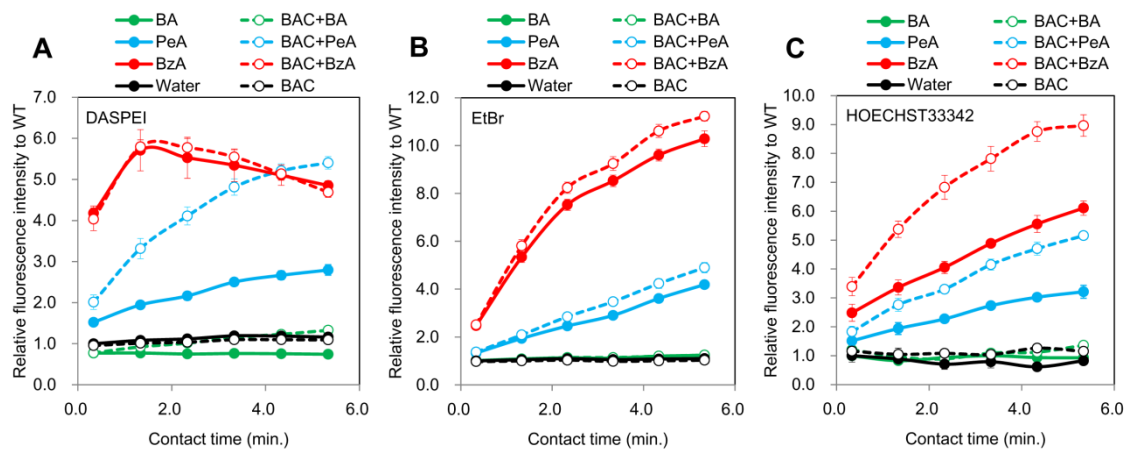 A
BA
BAC+BA
PeA
BAC+PeA
BzA
BAC+BzA
Water
BAC
DASPEI
Relative fluorescence intensity to WT
7.0
6.0
5.0
4.0
3.0
2.0
1.0
0.0
0.0 2.0 4.0 6.0
Contact time (min.)
B
BA
BAC+BA
PeA
BAC+PeA
BzA
BAC+BzA
Water
BAC
EtBr
Relative fluorescence intensity to WT
12.0
10.0
8.0
6.0
4.0
2.0
0.0
0.0 2.0 4.0 6.0
Contact time (min.)
C
BA
BAC+BA
PeA
BAC+PeA
BzA
BAC+BzA
Water
BAC
HOECHST33342
Relative fluorescence intensity to WT
10.0
9.0
8.0
7.0
6.0
5.0
4.0
3.0
2.0
1.0
0.0
0.0 2.0 4.0 6.0
Contact time (min.)